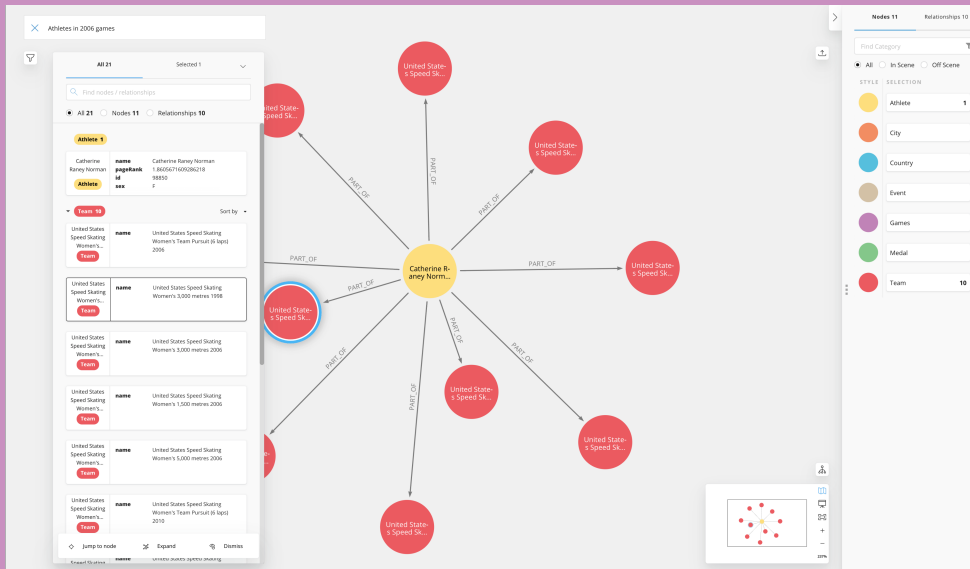 Athletes in 2006 games
All 21
Selected 1
Find nodes / relationships
All 21
Nodes 11
Relationships 10
Athlete 1
Catherine
Raney Norman
Athlete
name Catherine Raney Norman
pageRank 1.8605671609286218
id 98850
sex F
Team 10
Sort by
United States
Speed Skating
Women's...
Team
name United States Speed Skating
Women's Team Pursuit (6 laps)
2006
United States
Speed Skating
Women's...
Team
name United States Speed Skating
Women's 3,000 metres 1998
United States
Speed Skating
Women's...
Team
name United States Speed Skating
Women's 3,000 metres 2006
United States
Speed Skating
Women's...
Team
name United States Speed Skating
Women's 1,500 metres 2006
United States
Speed Skating
Women's...
Team
name United States Speed Skating
Women's 5,000 metres 2006
United States
Speed Skating
Women's...
Team
name United States Speed Skating
Women's Team Pursuit (6 laps)
2010
Jump to node
Expand
Dismiss
Speed Skating
name United States Speed Skating
United State-
s Speed Sk...
United State-
s Speed Sk...
United State-
s Speed Sk...
United State-
s Speed Sk...
United State-
s Speed Sk...
United State-
s Speed Sk...
United State-
s Speed Sk...
Catherine R-
aney Norm...
PART_OF
PART_OF
PART_OF
PART_OF
PART_OF
PART_OF
PART_OF
PART_OF
PART_OF
PART_OF
Nodes 11
Relationships 10
Find Category
All
In Scene
Off Scene
STYLE
SELECTION
Athlete 1
City
Country
Event
Games
Medal
Team 10